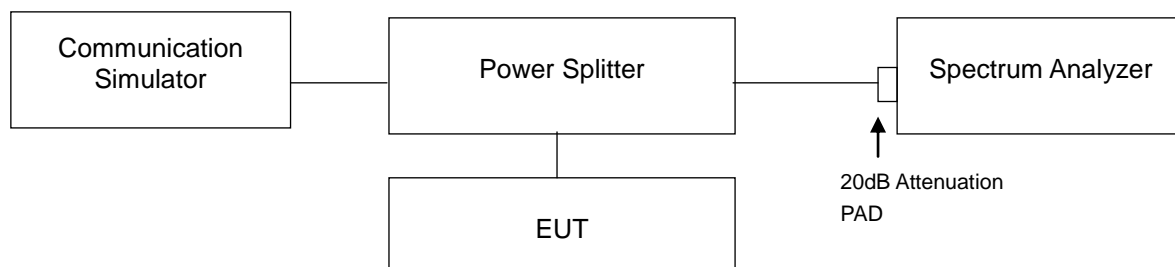 Communication
Simulator
Power Splitter
Spectrum Analyzer
20dB Attenuation
PAD
EUT